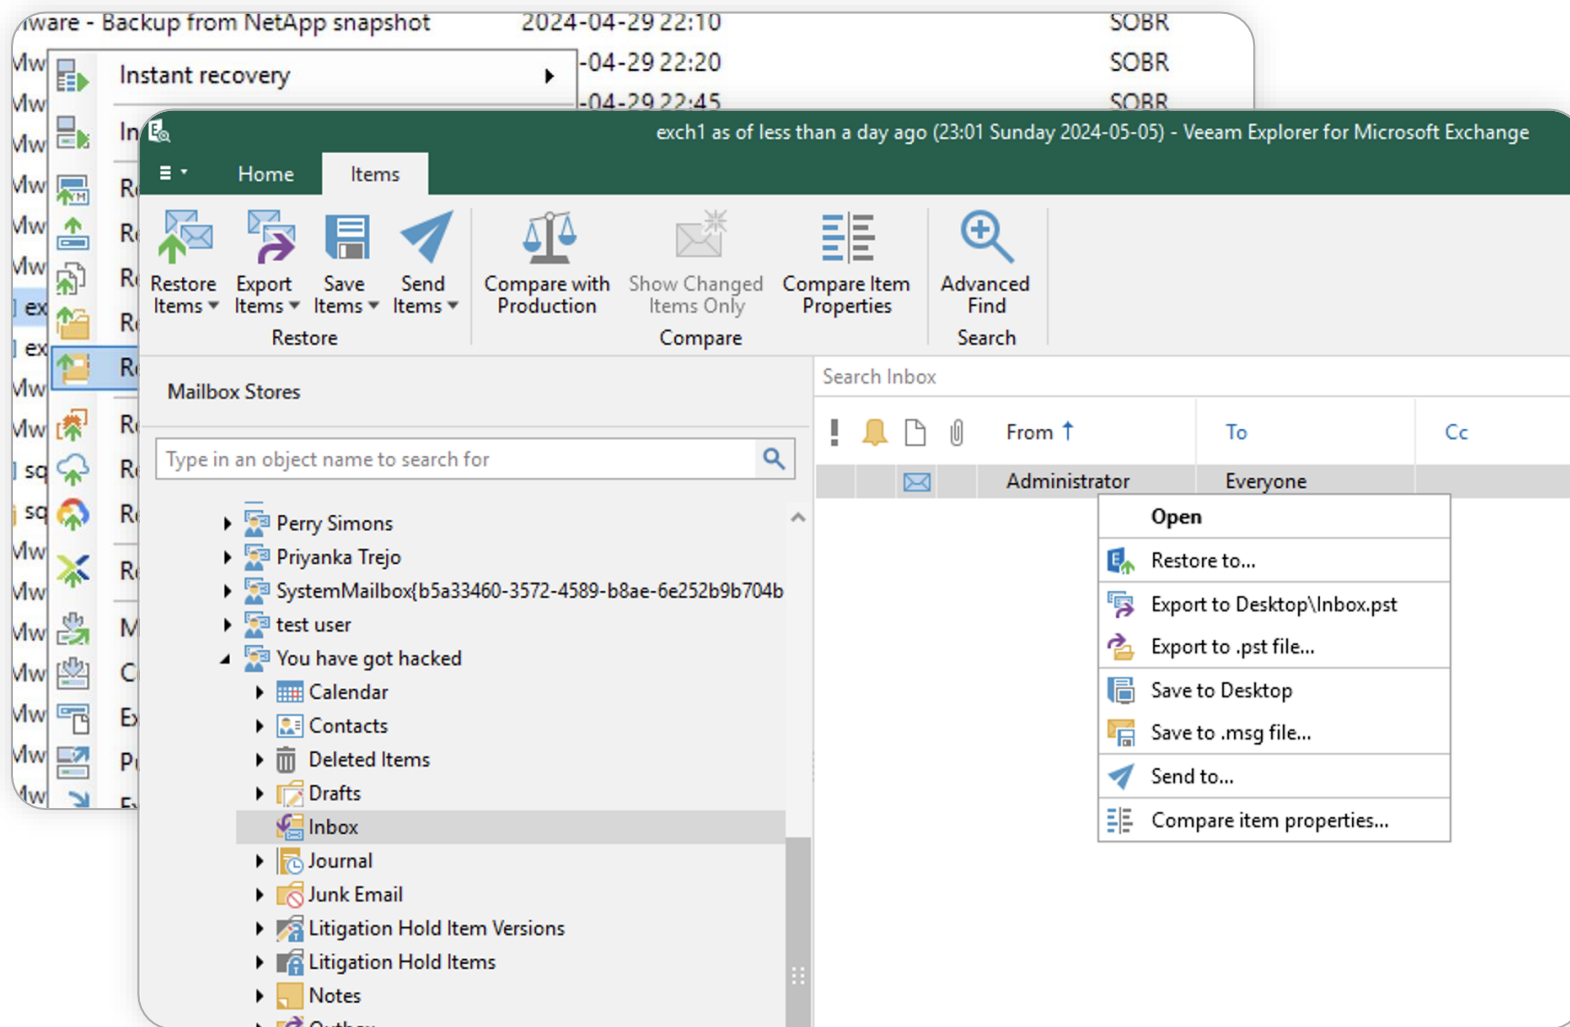 ware - Backup from NetApp snapshot 2024-04-29 22:10 SOBR
Instant recovery -04-29 22:20 SOBR
-04-29 22:45 SOBR
exch1 as of less than a day ago (23:01 Sunday 2024-05-05) - Veeam Explorer for Microsoft Exchange
Home Items
Restore Items Export Items Save Items Send Items Compare with Production Show Changed Items Only Compare Item Properties Advanced Find
Restore Compare Search
Mailbox Stores
Search Inbox
Type in an object name to search for
! From ↑ To Cc
Administrator Everyone
Perry Simons
Priyanka Trejo
SystemMailbox{b5a33460-3572-4589-b8ae-6e252b9b704b
test user
You have got hacked
Calendar
Contacts
Deleted Items
Drafts
Inbox
Journal
Junk Email
Litigation Hold Item Versions
Litigation Hold Items
Notes
Outbox
Open
Restore to...
Export to Desktop\Inbox.pst
Export to .pst file...
Save to Desktop
Save to .msg file...
Send to...
Compare item properties...